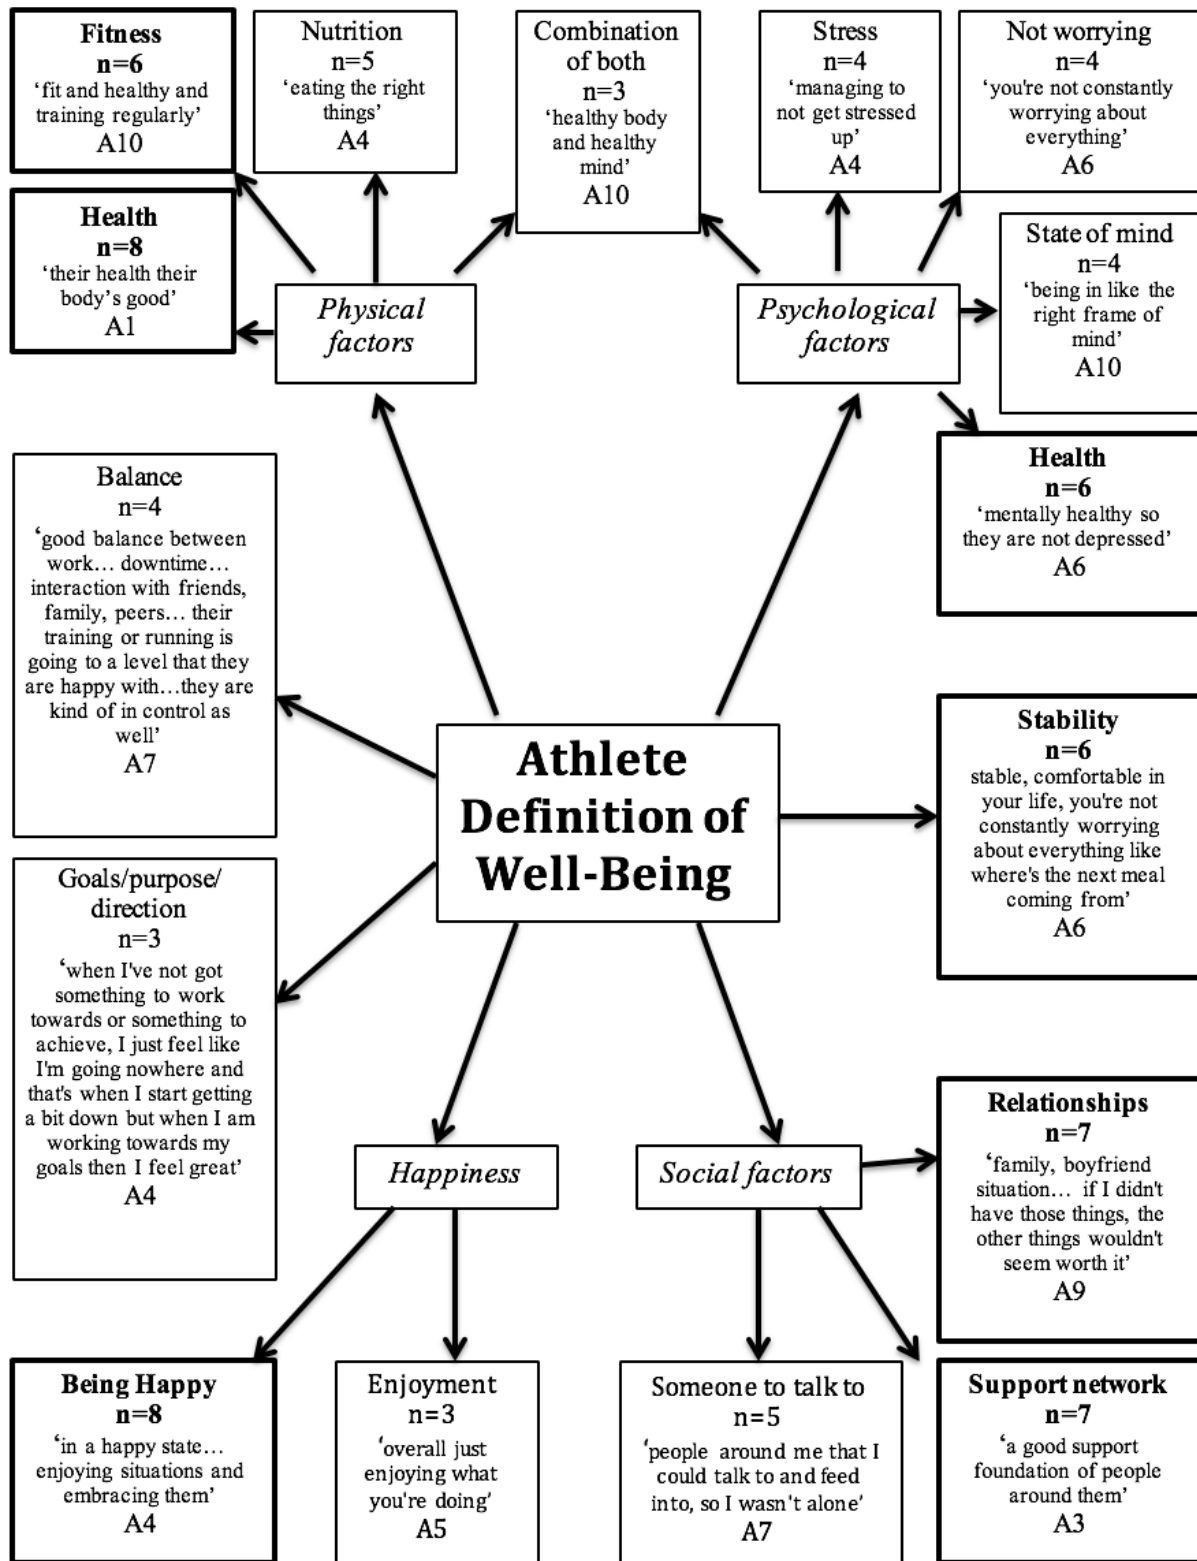 Fitness
n=6
‘fit and healthy and
training regularly’
A10
Nutrition
n=5
‘eating the right
things’
A4
Combination
of both
n=3
‘healthy body
and healthy
mind’
A10
Stress
n=4
‘managing to
not get stressed
up’
A4
Not worrying
n=4
‘you're not constantly
worrying about
everything’
A6
Health
n=8
‘their health their
body’s good’
A1
Physical
factors
Psychological
factors
State of mind
n=4
‘being in like the
right frame of
mind’
A10
Health
n=6
‘mentally healthy so
they are not depressed’
A6
Balance
n=4
‘good balance between
work… downtime…
interaction with friends,
family, peers… their
training or running is
going to a level that they
are happy with…they are
kind of in control as
well’
A7
Athlete
Definition of
Well-Being
Stability
n=6
stable, comfortable in
your life, you're not
constantly worrying
about everything like
where's the next meal
coming from’
A6
Goals/purpose/
direction
n=3
‘when I've not got
something to work
towards or something to
achieve, I just feel like
I'm going nowhere and
that's when I start getting
a bit down but when I am
working towards my
goals then I feel great’
A4
Happiness
Social factors
Relationships
n=7
‘family, boyfriend
situation… if I didn't
have those things, the
other things wouldn't
seem worth it’
A9
Being Happy
n=8
‘in a happy state…
enjoying situations and
embracing them’
A4
Enjoyment
n=3
‘overall just
enjoying what
you're doing’
A5
Someone to talk to
n=5
‘people around me that I
could talk to and feed
into, so I wasn't alone’
A7
Support network
n=7
‘a good support
foundation of people
around them’
A3